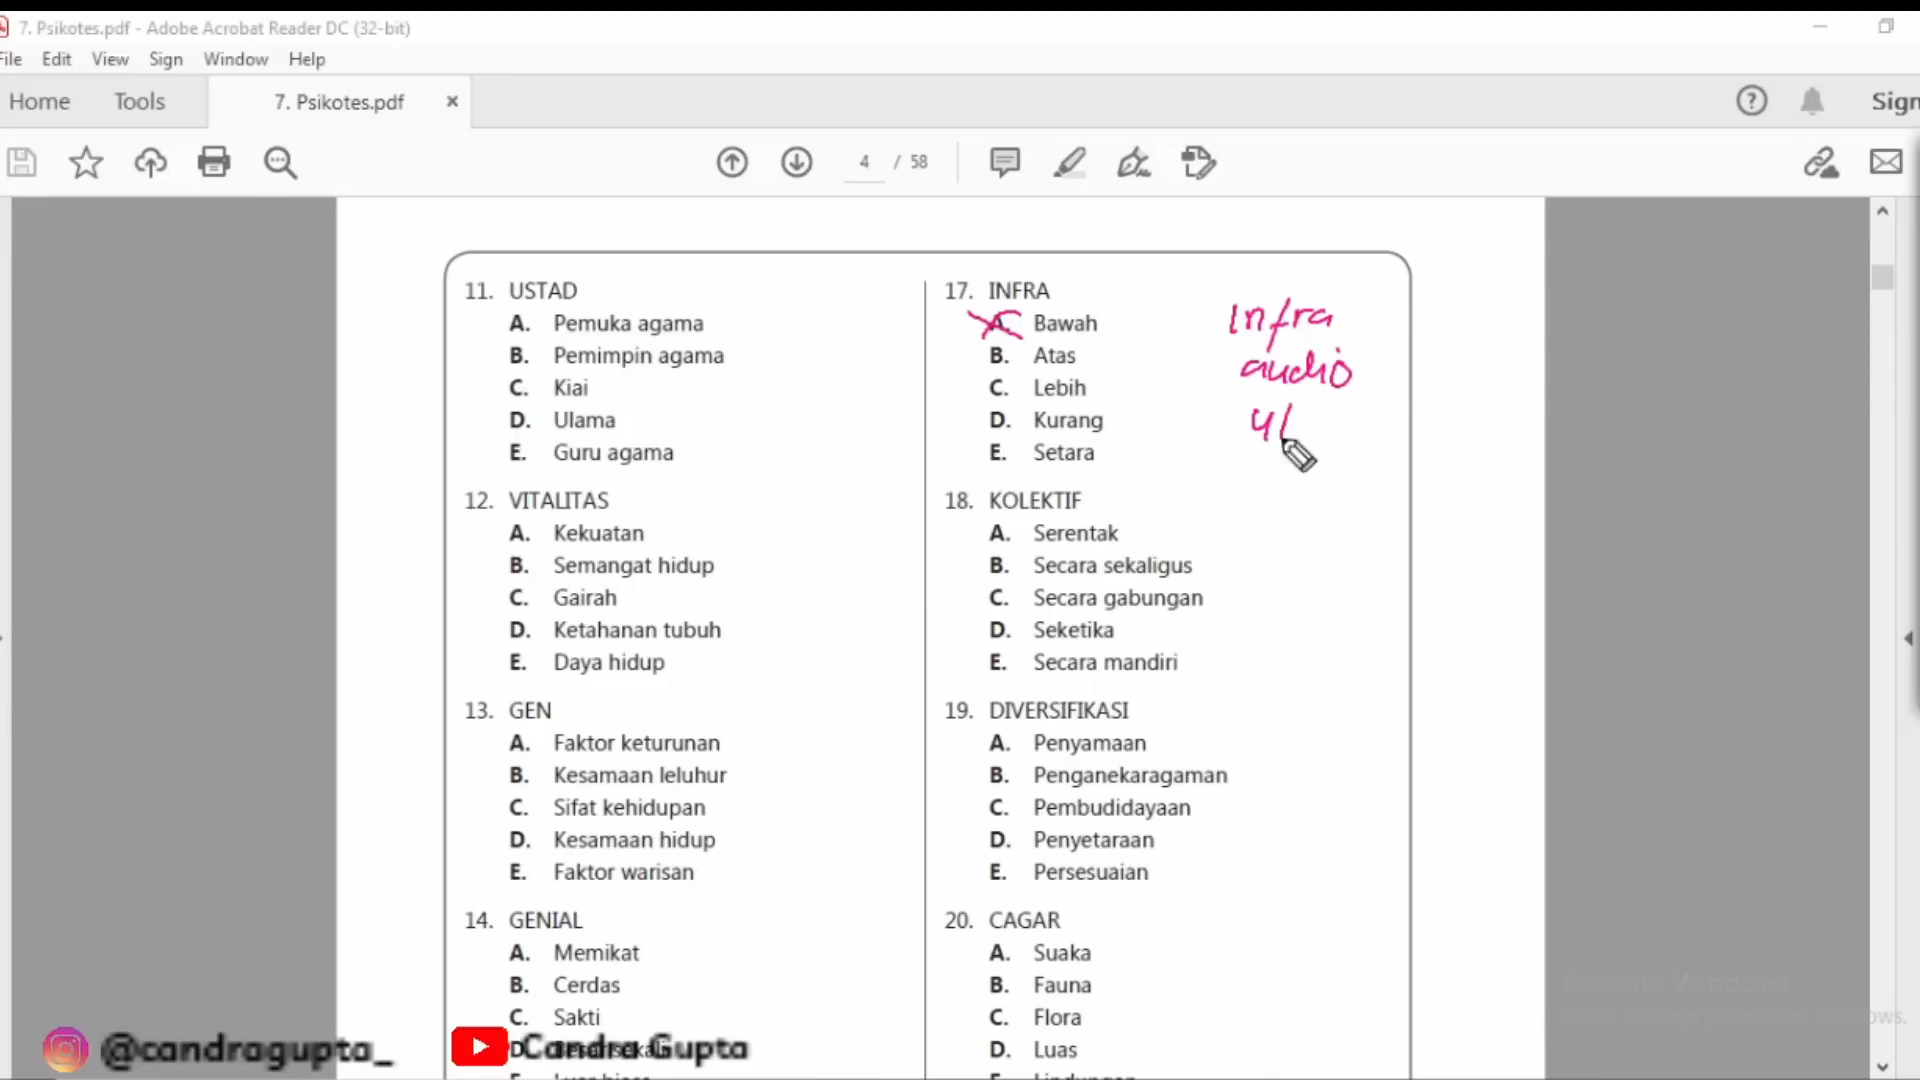 7. Psikotes.pdf - Adobe Acrobat Reader DC (32-bit)
File Edit View Sign Window Help
Home Tools 7. Psikotes.pdf
Sign
4 / 58
11. USTAD
A. Pemuka agama
B. Pemimpin agama
C. Kiai
D. Ulama
E. Guru agama
12. VITALITAS
A. Kekuatan
B. Semangat hidup
C. Gairah
D. Ketahanan tubuh
E. Daya hidup
13. GEN
A. Faktor keturunan
B. Kesamaan leluhur
C. Sifat kehidupan
D. Kesamaan hidup
E. Faktor warisan
14. GENIAL
A. Memikat
B. Cerdas
C. Sakti
D.
17. INFRA
A. Bawah
B. Atas
C. Lebih
D. Kurang
E. Setara
Infra
audio
18. KOLEKTIF
A. Serentak
B. Secara sekaligus
C. Secara gabungan
D. Seketika
E. Secara mandiri
19. DIVERSIFIKASI
A. Penyamaan
B. Penganekaragaman
C. Pembudidayaan
D. Penyetaraan
E. Persesuaian
20. CAGAR
A. Suaka
B. Fauna
C. Flora
D. Luas
Activate Windows
@candragupta_
Candra Gupta